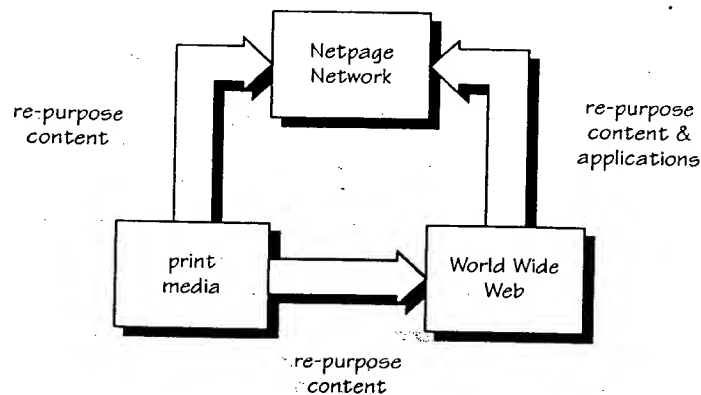 Netpage
Network
re-purpose
content
re-purpose
content &
applications
print
media
World Wide
Web
re-purpose
content